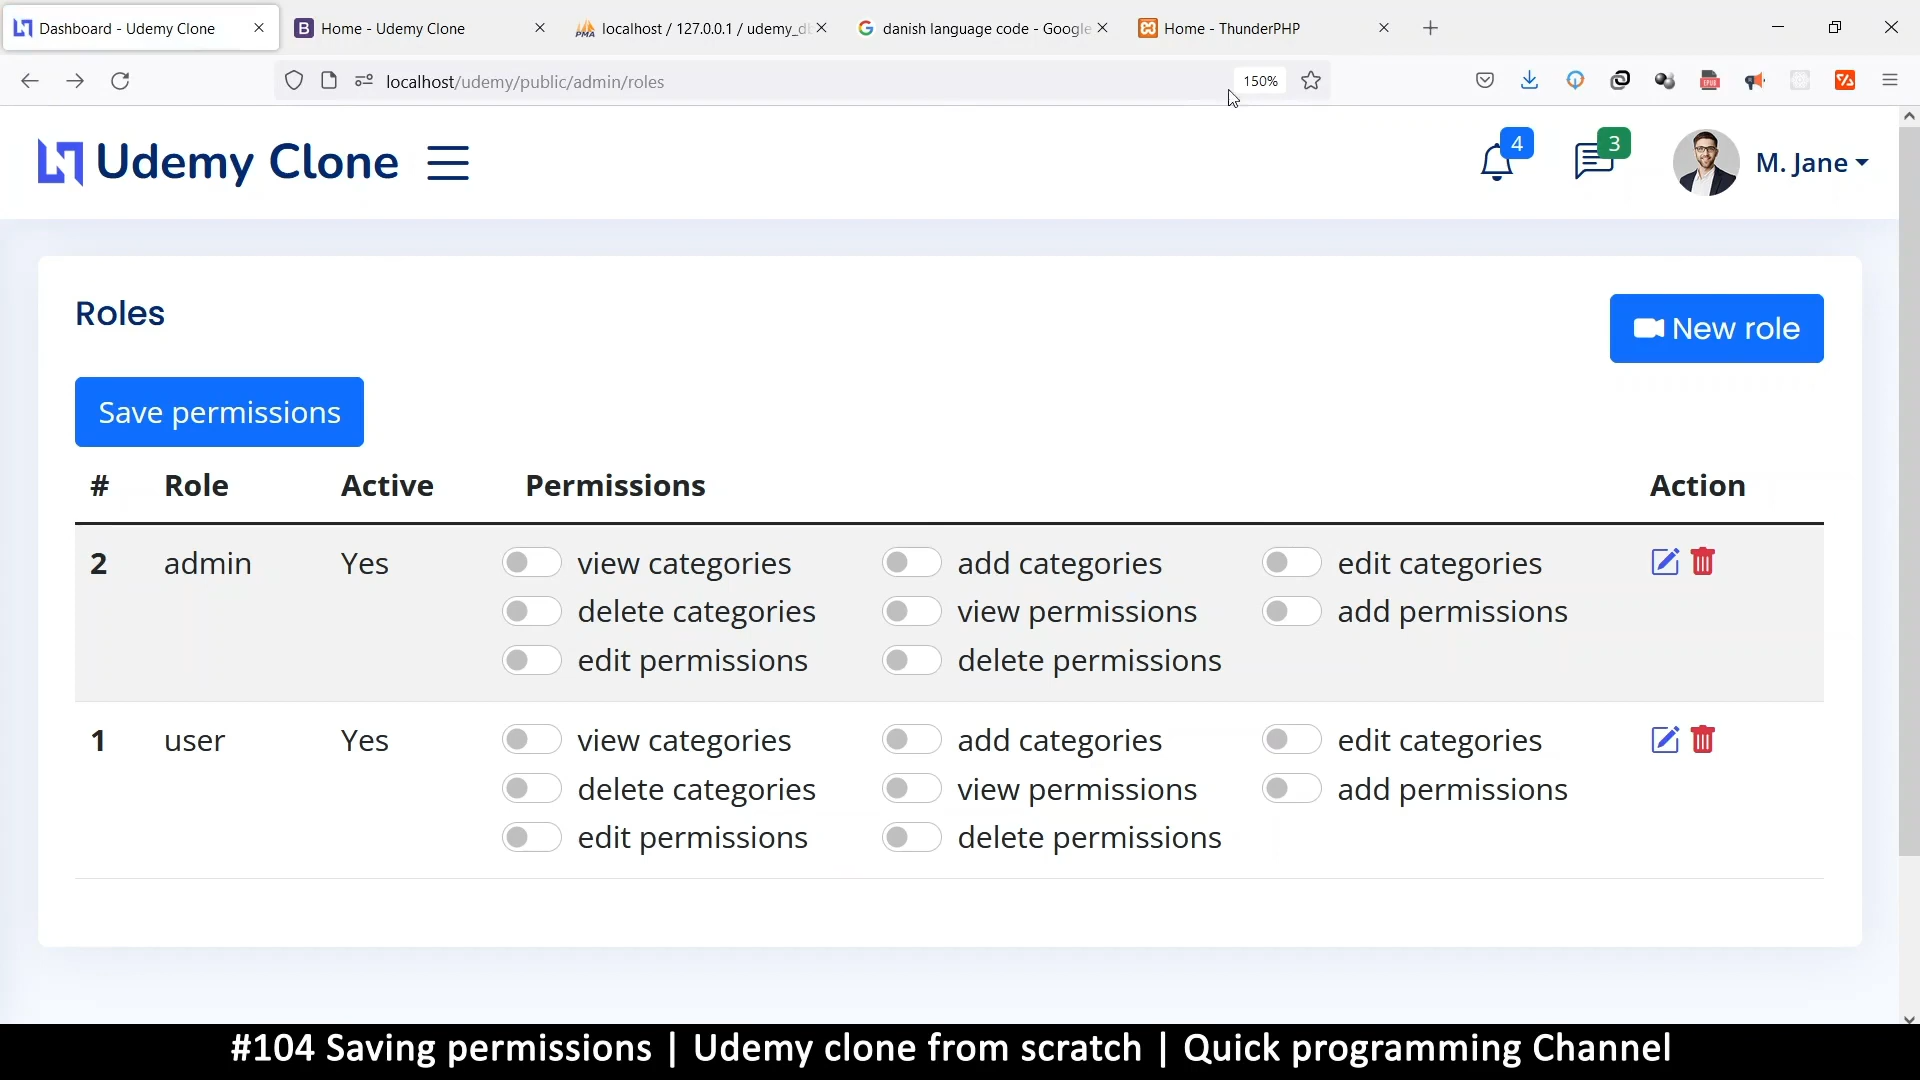 Dashboard - Udemy Clone
Home - Udemy Clone
localhost / 127.0.0.1 / udemy_d
danish language code - Google
Home - ThunderPHP
localhost/udemy/public/admin/roles
150%
Udemy Clone
4
3
M. Jane
Roles
New role
Save permissions
# Role Active Permissions Action
2 admin Yes view categories add categories edit categories
delete categories view permissions add permissions
edit permissions delete permissions
1 user Yes view categories add categories edit categories
delete categories view permissions add permissions
edit permissions delete permissions
#104 Saving permissions | Udemy clone from scratch | Quick programming Channel